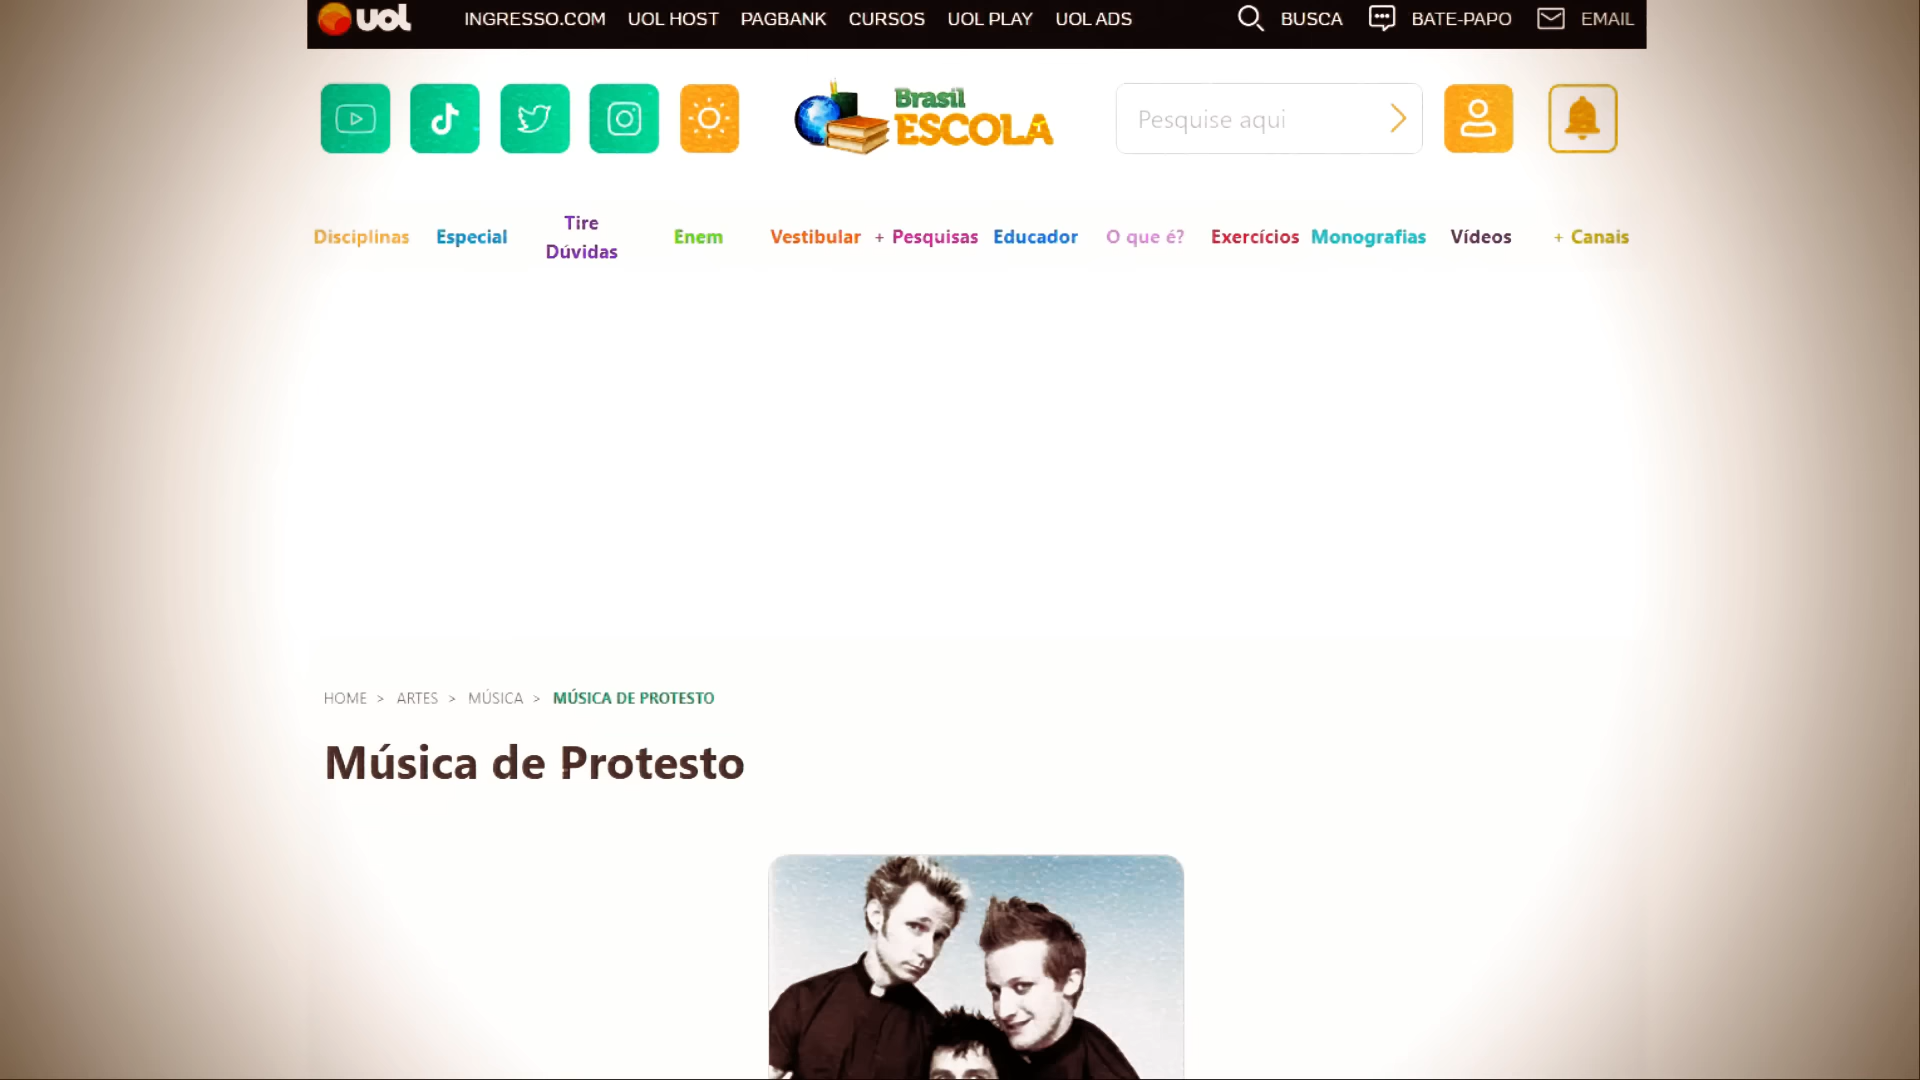 uol INGRESSO.COM UOL HOST PAGBANK CURSOS UOL PLAY UOL ADS BUSCA BATE-PAPO EMAIL
Brasil
ESCOLA
Pesquise aqui
Disciplinas Especial Tire Dúvidas Enem Vestibular + Pesquisas Educador O que é? Exercícios Monografias Vídeos + Canais
HOME > ARTES > MÚSICA > MÚSICA DE PROTESTO
Música de Protesto